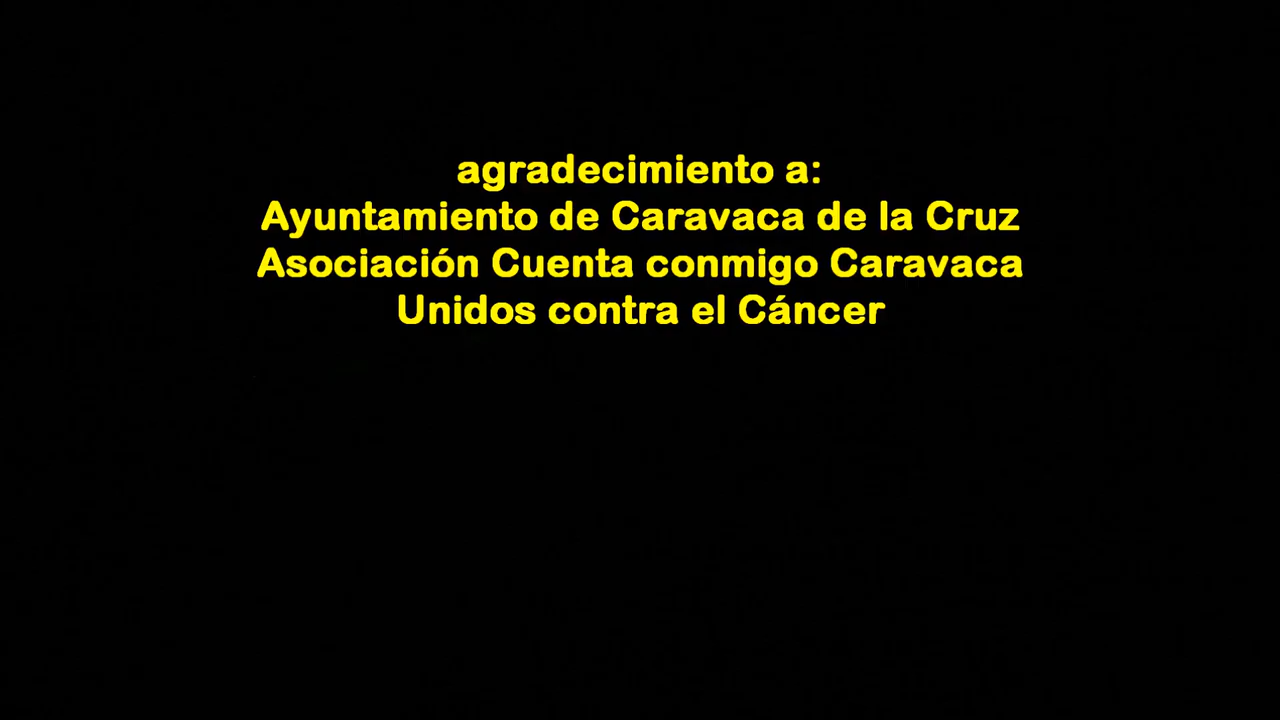 agradecimiento a:
Ayuntamiento de Caravaca de la Cruz
Asociación Cuenta conmigo Caravaca
Unidos contra el Cáncer